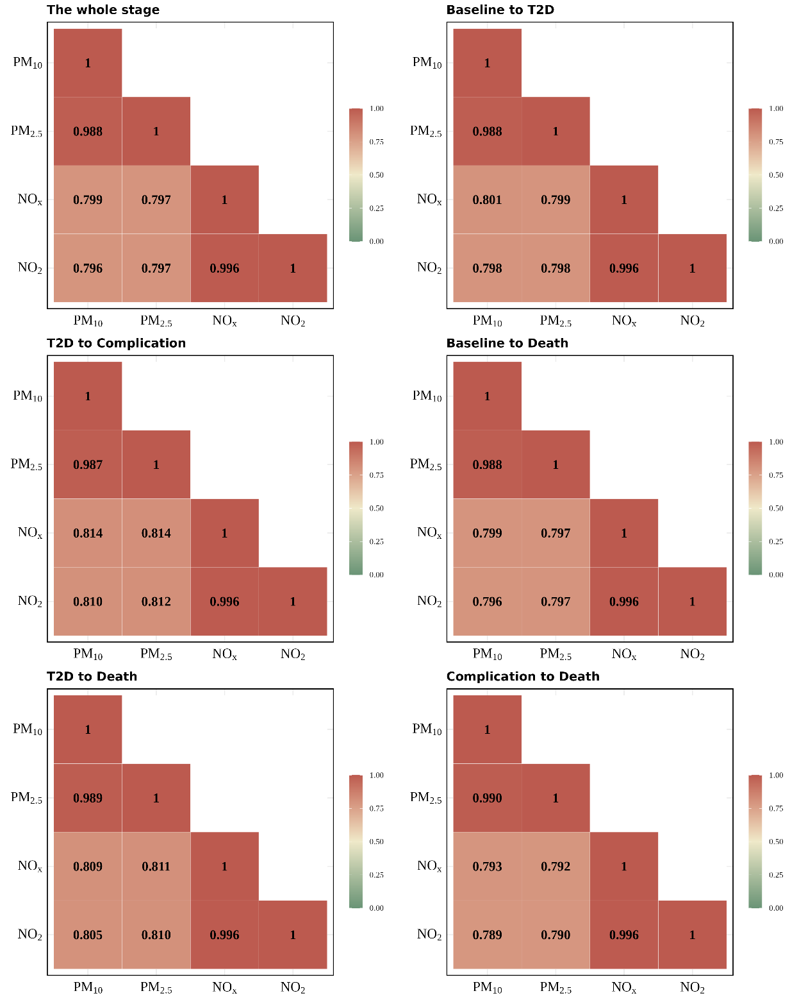 The whole stage
PM10
1
PM2.5
0.988 1
NOx
0.799 0.797 1
NO2
0.796 0.797 0.996 1
PM10 PM2.5 NOx NO2
1.00
0.75
0.50
0.25
0.00
Baseline to T2D
PM10
1
PM2.5
0.988 1
NOx
0.801 0.799 1
NO2
0.798 0.798 0.996 1
PM10 PM2.5 NOx NO2
1.00
0.75
0.50
0.25
0.00
T2D to Complication
PM10
1
PM2.5
0.987 1
NOx
0.814 0.814 1
NO2
0.810 0.812 0.996 1
PM10 PM2.5 NOx NO2
1.00
0.75
0.50
0.25
0.00
Baseline to Death
PM10
1
PM2.5
0.988 1
NOx
0.799 0.797 1
NO2
0.796 0.797 0.996 1
PM10 PM2.5 NOx NO2
1.00
0.75
0.50
0.25
0.00
T2D to Death
PM10
1
PM2.5
0.989 1
NOx
0.809 0.811 1
NO2
0.805 0.810 0.996 1
PM10 PM2.5 NOx NO2
1.00
0.75
0.50
0.25
0.00
Complication to Death
PM10
1
PM2.5
0.990 1
NOx
0.793 0.792 1
NO2
0.789 0.790 0.996 1
PM10 PM2.5 NOx NO2
1.00
0.75
0.50
0.25
0.00